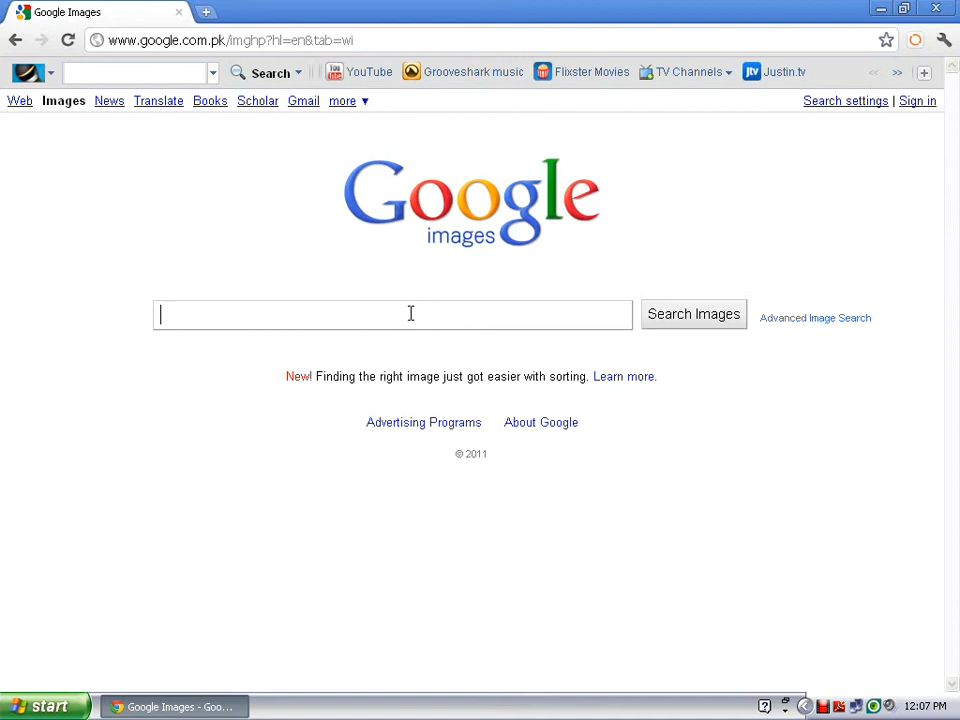 Google Images
www.google.com.pk/imghp?hl=en&tab=wi
Search YouTube Grooveshark music Flixster Movies TV Channels Justin.tv
Web Images News Translate Books Scholar Gmail more ▼ Search settings | Sign in
Google
images
Search Images Advanced Image Search
New! Finding the right image just got easier with sorting. Learn more.
Advertising Programs About Google
© 2011
start Google Images - Goo... 12:07 PM